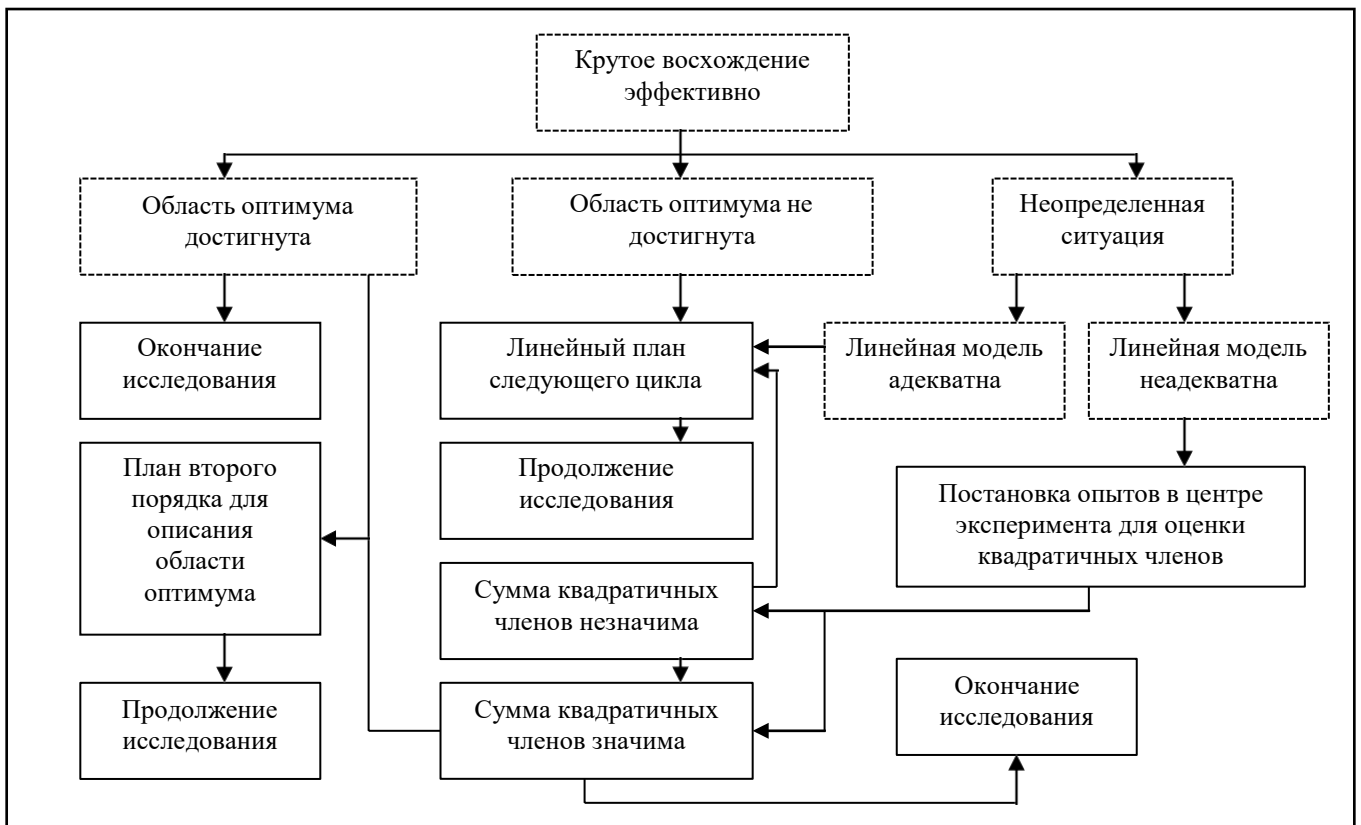 Крутое восхождение
эффективно
Область оптимума
достигнута
Область оптимума не
достигнута
Неопределенная
ситуация
Окончание
исследования
Линейный план
следующего цикла
Линейная модель
адекватна
Линейная модель
неадекватна
План второго
порядка для
описания
области
оптимума
Продолжение
исследования
Постановка опытов в центре
эксперимента для оценки
квадратичных членов
Сумма квадратичных
членов незначима
Продолжение
исследования
Сумма квадратичных
членов значима
Окончание
исследования